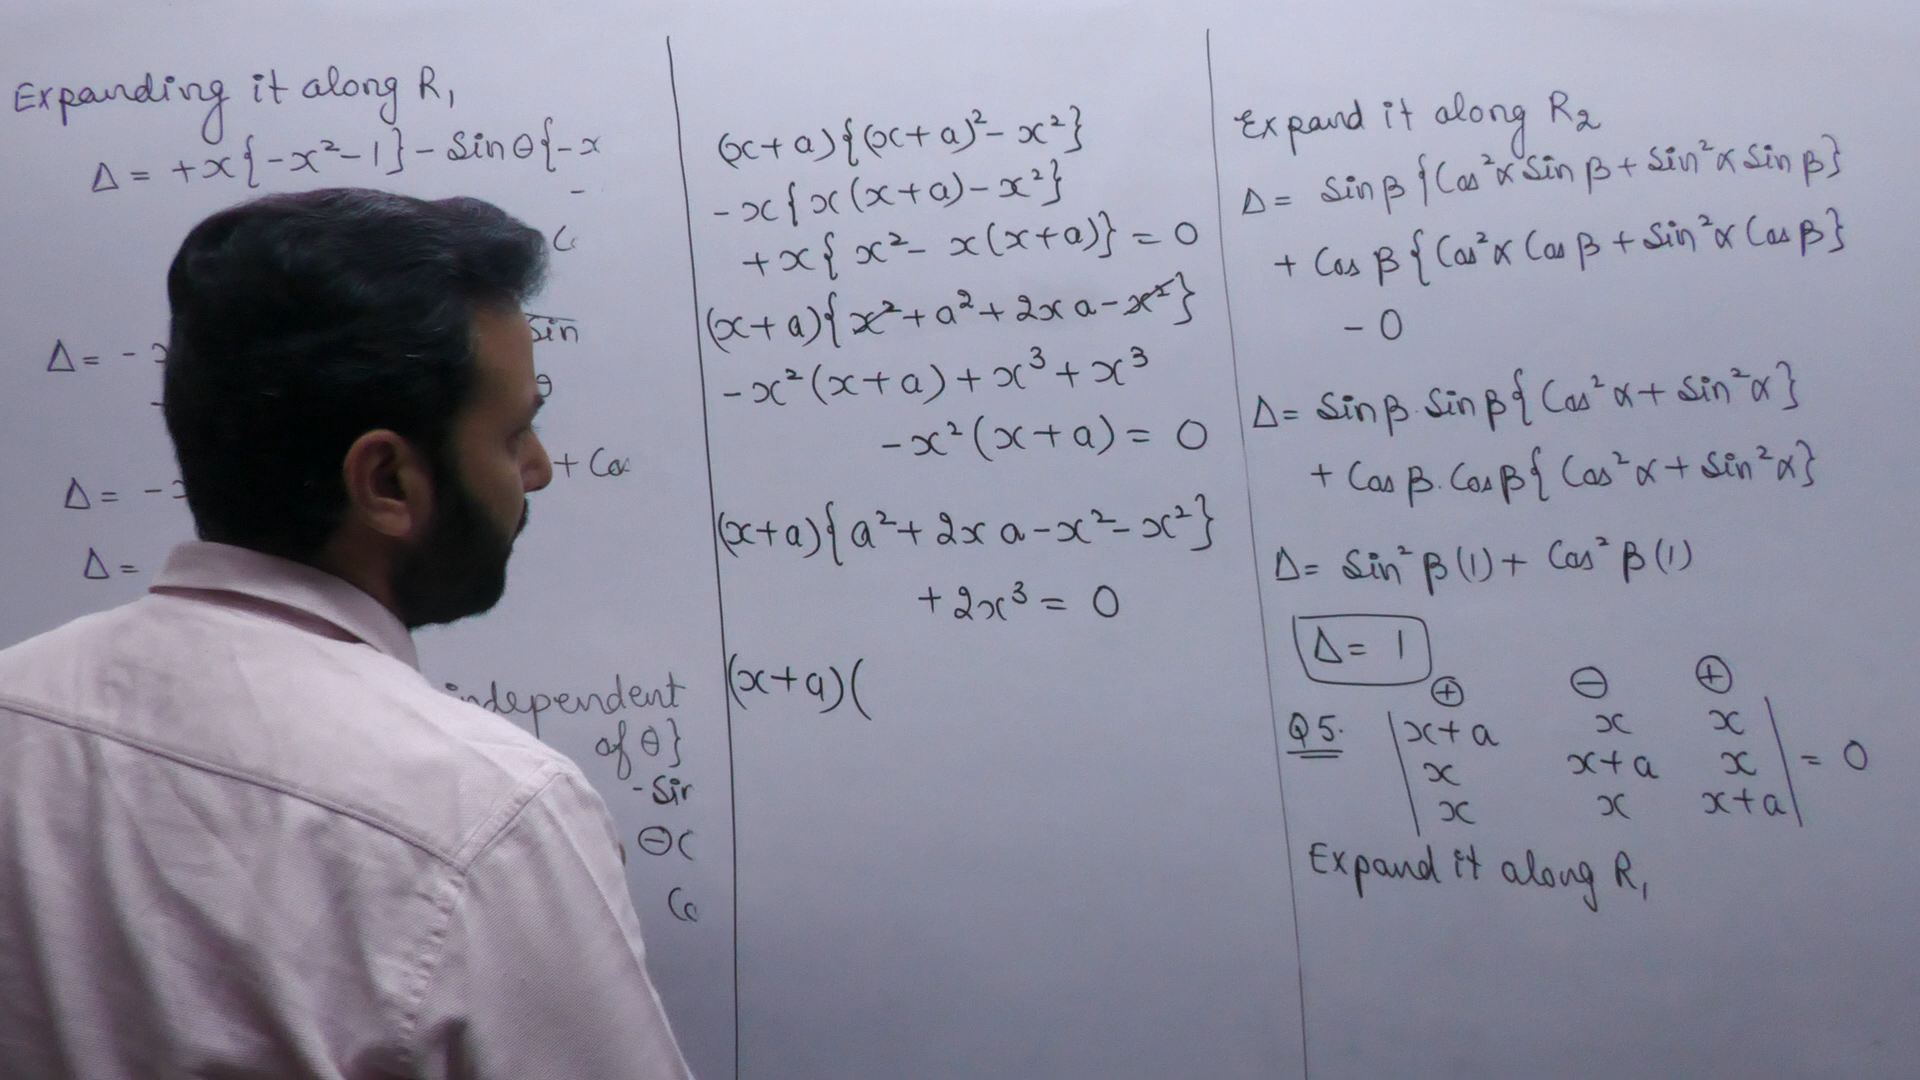 Expanding it along R₁
Δ = +x{-x²-1} - Sinθ{-x
Δ = -
Sin
θ
+ Cos
Δ = -
Δ =
independent
of θ}
-Sin
(x+a){(x+a)² - x²}
-x{x(x+a) - x²}
+x{x² - x(x+a)} = 0
(x+a){x² + a² + 2xa - x²}
-x²(x+a) + x³ + x³
-x²(x+a) = 0
(x+a){a² + 2xa - x² - x²}
+ 2x³ = 0
(x+a)(
Expand it along R₂
Δ = Sinβ{Cos²α Sinβ + Sin²α Sinβ}
+ Cosβ{Cos²α Cosβ + Sin²α Cosβ}
- 0
Δ = Sinβ.Sinβ{Cos²α + Sin²α}
+ Cosβ.Cosβ{Cos²α + Sin²α}
Δ = Sin²β(1) + Cos²β(1)
Δ = 1
⊕ ⊖ ⊕
Q5. |x+a x x|
|x x+a x| = 0
|x x x+a|
Expand it along R₁